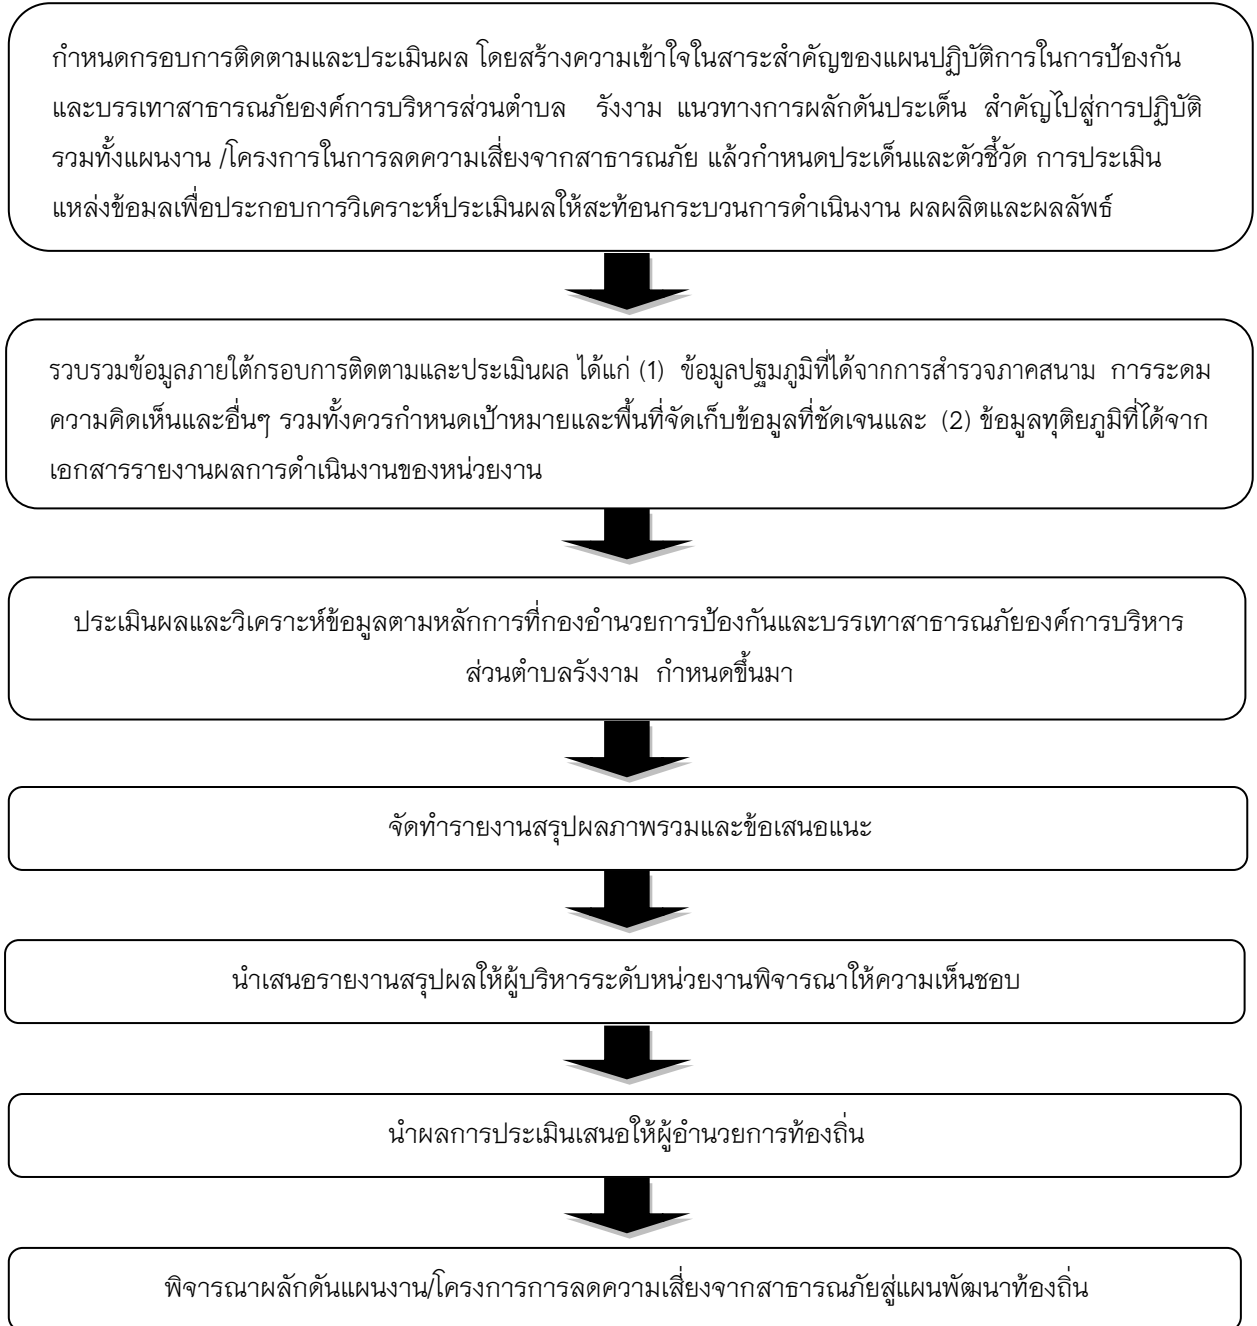 กำหนดกรอบการติดตามและประเมินผล โดยสร้างความเข้าใจในสาระสำคัญของแผนปฏิบัติการในการป้องกัน
และบรรเทาสาธารณภัยองค์การบริหารส่วนตำบล รังงาม แนวทางการผลักดันประเด็น สำคัญไปสู่การปฏิบัติ
รวมทั้งแผนงาน /โครงการในการลดความเสี่ยงจากสาธารณภัย แล้วกำหนดประเด็นและตัวชี้วัด การประเมิน
แหล่งข้อมลเพื่อประกอบการวิเคราะห์ประเมินผลให้สะท้อนกระบวนการดำเนินงาน ผลผลิตและผลลัพธ์
รวบรวมข้อมูลภายใต้กรอบการติดตามและประเมินผล ได้แก่ (1) ข้อมูลปฐมภูมิที่ได้จากการสำรวจภาคสนาม การระดม
ความคิดเห็นและอื่นๆ รวมทั้งควรกำหนดเป้าหมายและพื้นที่จัดเก็บข้อมูลที่ชัดเจนและ (2) ข้อมูลทุติยภูมิที่ได้จาก
เอกสารรายงานผลการดำเนินงานของหน่วยงาน
ประเมินผลและวิเคราะห์ข้อมูลตามหลักการที่กองอำนวยการป้องกันและบรรเทาสาธารณภัยองค์การบริหาร
ส่วนตำบลรังงาม กำหนดขึ้นมา
จัดทำรายงานสรุปผลภาพรวมและข้อเสนอแนะ
นำเสนอรายงานสรุปผลให้ผู้บริหารระดับหน่วยงานพิจารณาให้ความเห็นชอบ
นำผลการประเมินเสนอให้ผู้อำนวยการท้องถิ่น
พิจารณาผลักดันแผนงาน/โครงการการลดความเสี่ยงจากสาธารณภัยสู่แผนพัฒนาท้องถิ่น